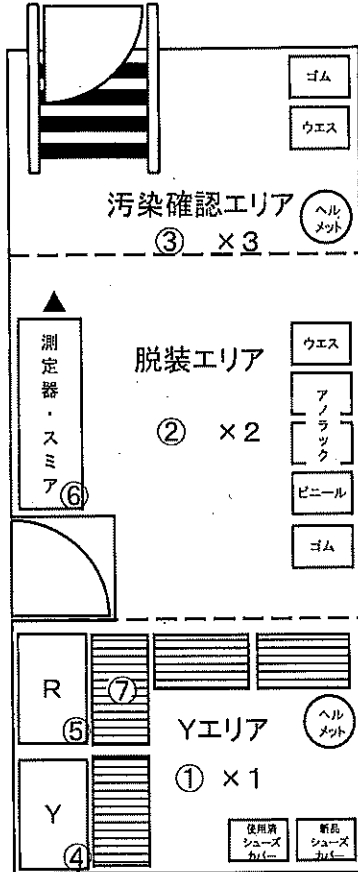 ゴム
ウエス
汚染確認エリア
ヘル
メット
③ ×3
▲
測定器・スミア
⑥
脱装エリア
② ×2
ウエス
アノラック
ビニール
ゴム
R
⑤
⑦
Yエリア
ヘル
メット
① ×1
Y
④
使用済
シューズ
カバー
新品
シューズ
カバー